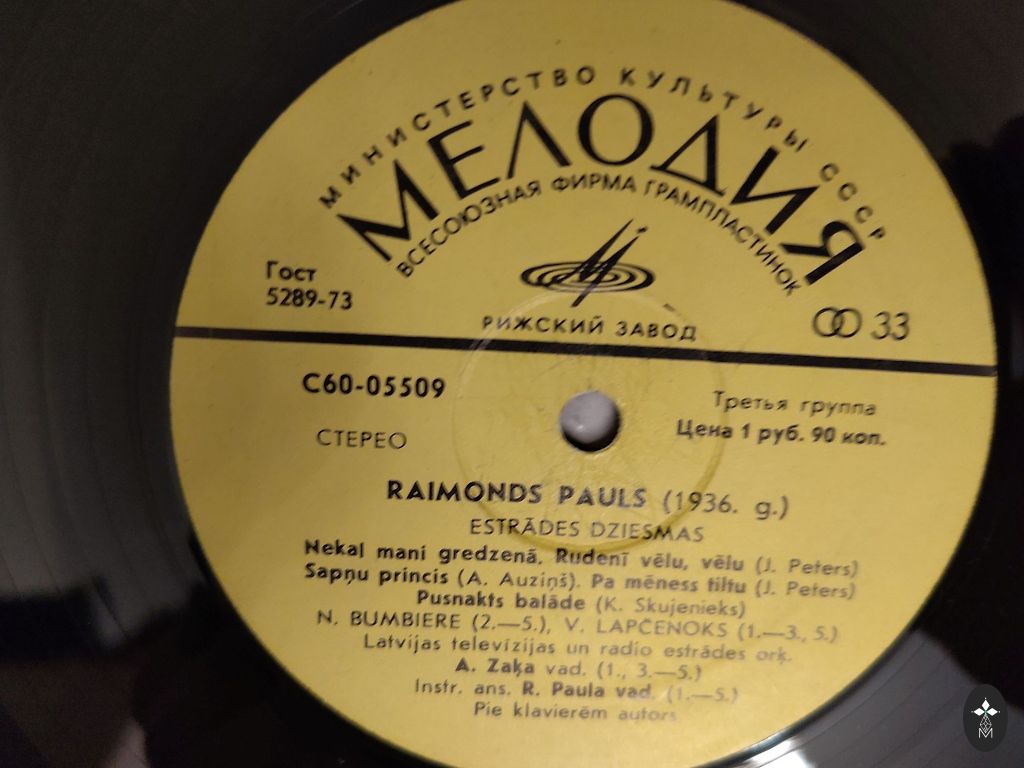 МИНИСТЕРСТВО КУЛЬТУРЫ СССР
МЕЛОДИЯ
ВСЕСОЮЗНАЯ ФИРМА ГРАМПЛАСТИНОК
Гост
5289-73
РИЖСКИЙ ЗАВОД
33
С60-05509
СТЕРЕО
Третья группа
Цена 1 руб. 90 коп.
RAIMONDS PAULS (1936. g.)
ESTRĀDES DZIESMAS
Nekaļ mani gredzenā. Rudenī vēlu, vēlu (J. Peters)
Sapņu princis (A. Auziņš). Pa mēness tiltu (J. Peters)
Pusnakts balāde (K. Skujenieks)
N. BUMBIERE (2.—5.), V. LAPČENOKS (1.—3., 5.)
Latvijas televīzijas un radio estrādes orķ.
A. Zaķa vad. (1., 3.—5.)
Instr. ans. R. Paula vad. (1.—5.)
Pie klavierēm autors